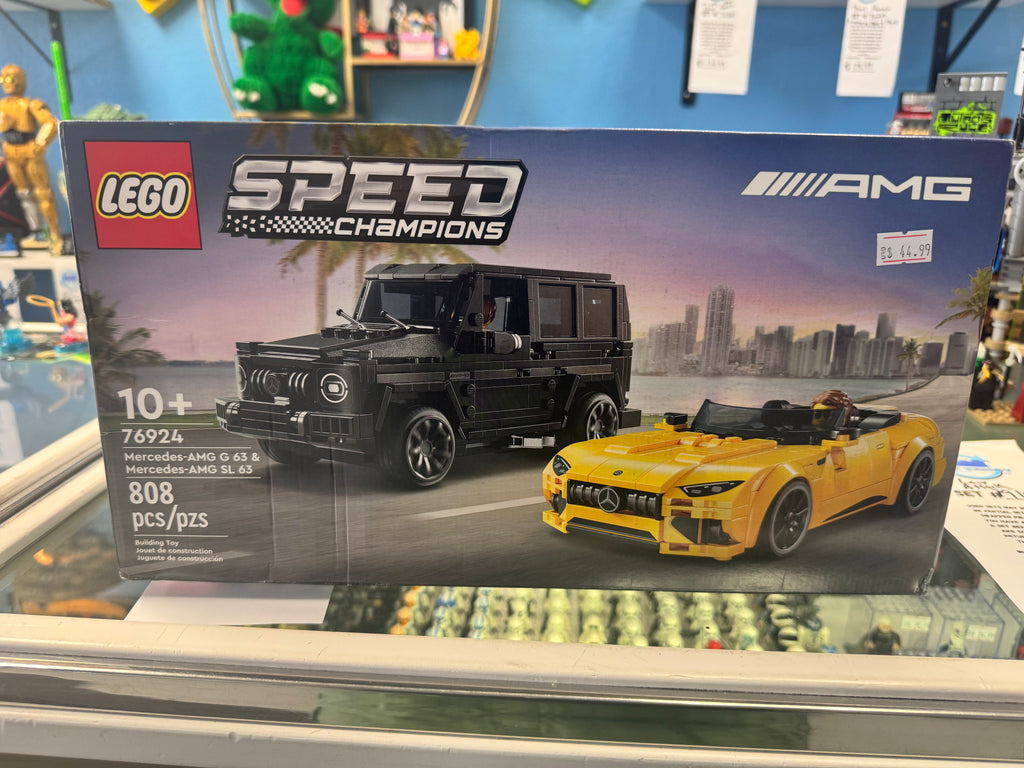 LEGO
SPEED
CHAMPIONS
AMG
$ 44.99
10+
76924
Mercedes-AMG G 63 &
Mercedes-AMG SL 63
808
pcs/pzs
Building Toy
Jouet de construction
Juguete de construcción